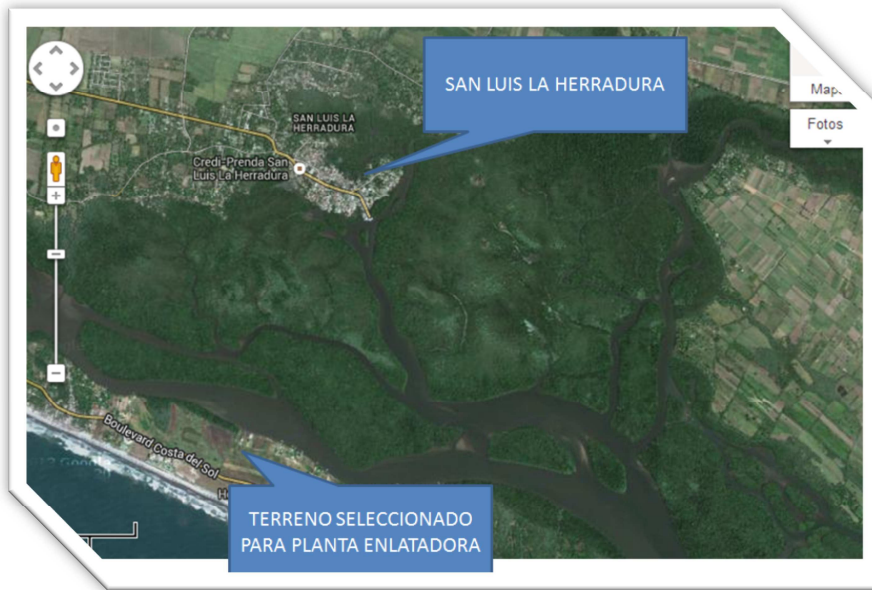 SAN LUIS LA HERRADURA
Fotos
SAN LUIS LA
HERRADURA
Credi-Prenda San
Luis La Herradura
Boulevard Costa del Sol
TERRENO SELECCIONADO
PARA PLANTA ENLATADORA